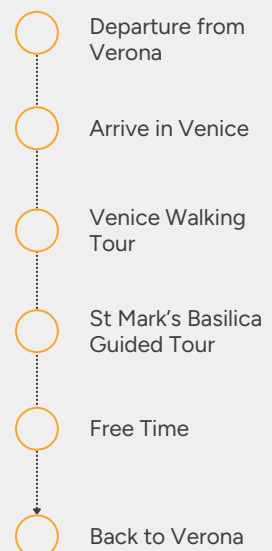 Departure from
Verona
Arrive in Venice
Venice Walking
Tour
St Mark’s Basilica
Guided Tour
Free Time
Back to Verona